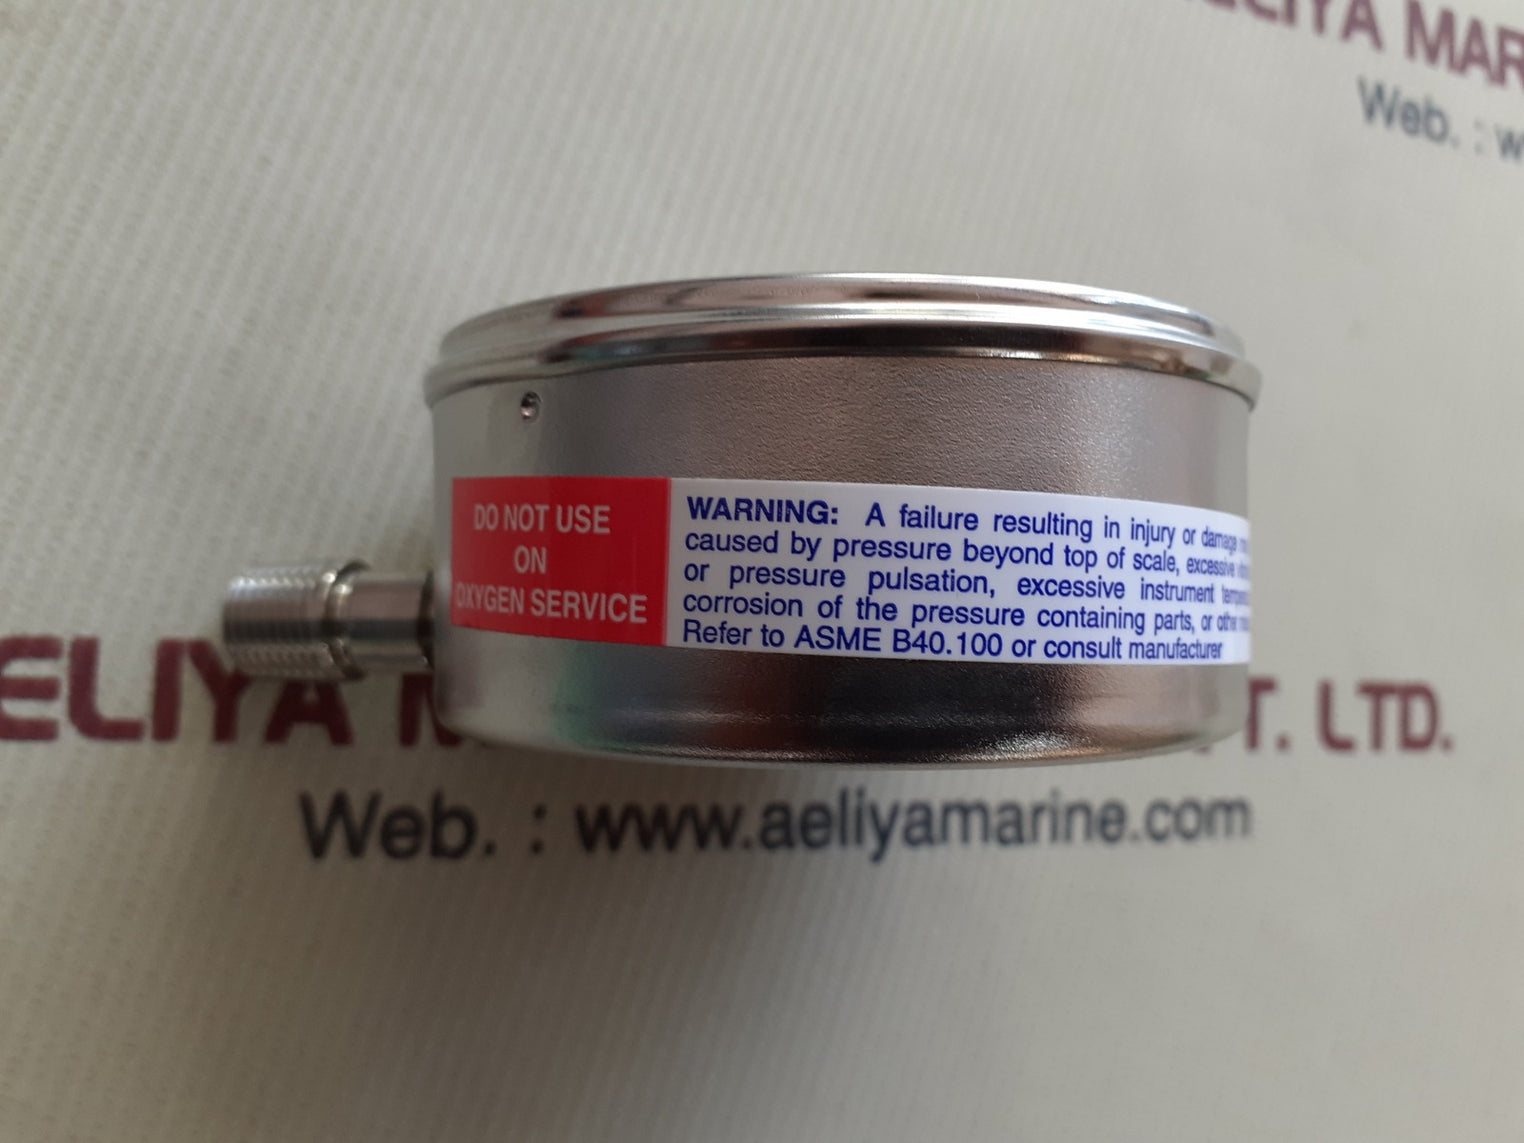 ELIYA MAR
Web. : w
DO NOT USE
ON
OXYGEN SERVICE
WARNING: A failure resulting in injury or damage
caused by pressure beyond top of scale, excessive
or pressure pulsation, excessive instrument
corrosion of the pressure containing parts, or other
Refer to ASME B40.100 or consult manufacturer
ELIYA M T. LTD.
Web. : www.aeliyamarine.com